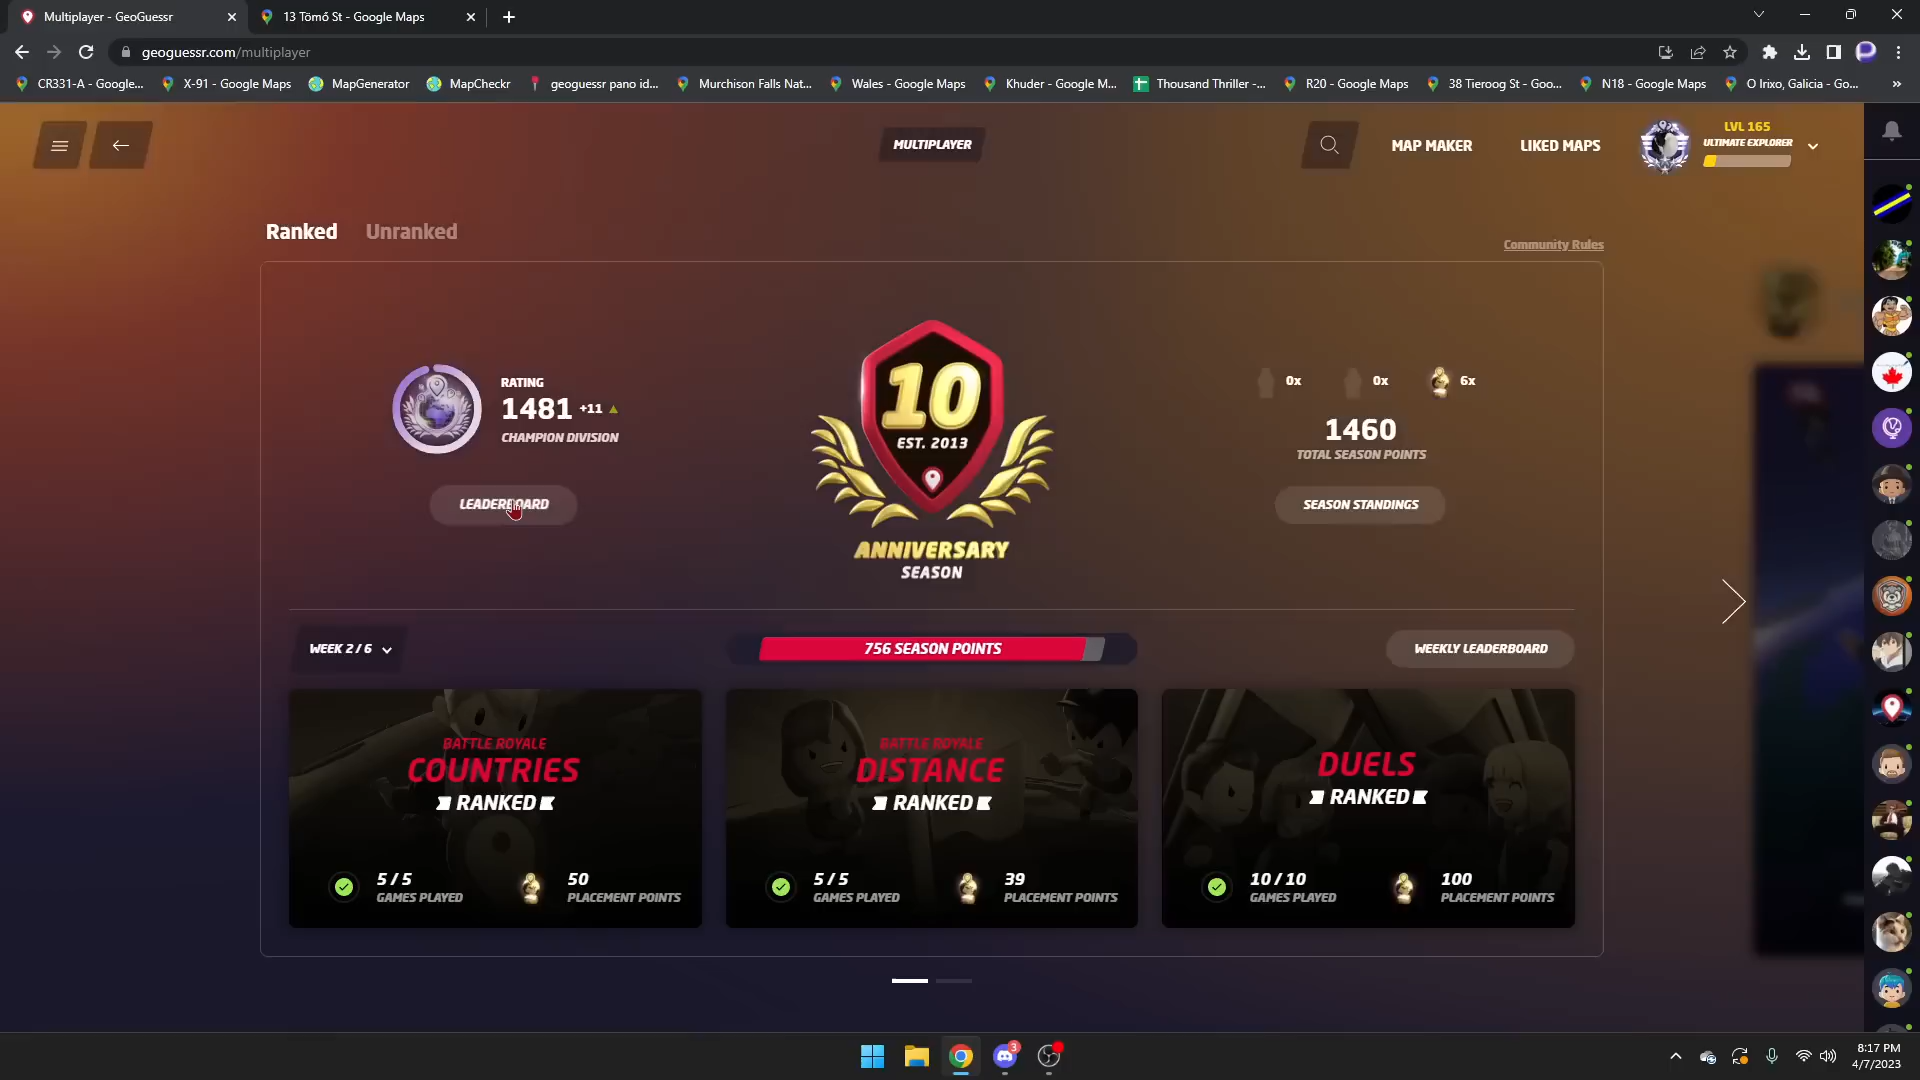 Multiplayer - GeoGuessr
13 Tömő St - Google Maps
geoguessr.com/multiplayer
CR331-A - Google...
X-91 - Google Maps
MapGenerator
MapCheckr
geoguessr pano id...
Murchison Falls Nat...
Wales - Google Maps
Khuder - Google M...
Thousand Thriller -...
R20 - Google Maps
38 Tieroog St - Goo...
N18 - Google Maps
O Irixo, Galicia - Go...
»
MULTIPLAYER
MAP MAKER
LIKED MAPS
LVL 165
ULTIMATE EXPLORER
Ranked
Unranked
Community Rules
RATING
1481 +11
CHAMPION DIVISION
LEADERBOARD
10
EST. 2013
ANNIVERSARY
SEASON
0x
0x
6x
1460
TOTAL SEASON POINTS
SEASON STANDINGS
WEEK 2 / 6
756 SEASON POINTS
WEEKLY LEADERBOARD
BATTLE ROYALE
COUNTRIES
RANKED
5 / 5
GAMES PLAYED
50
PLACEMENT POINTS
BATTLE ROYALE
DISTANCE
RANKED
5 / 5
GAMES PLAYED
39
PLACEMENT POINTS
DUELS
RANKED
10 / 10
GAMES PLAYED
100
PLACEMENT POINTS
3
8:17 PM
4/7/2023